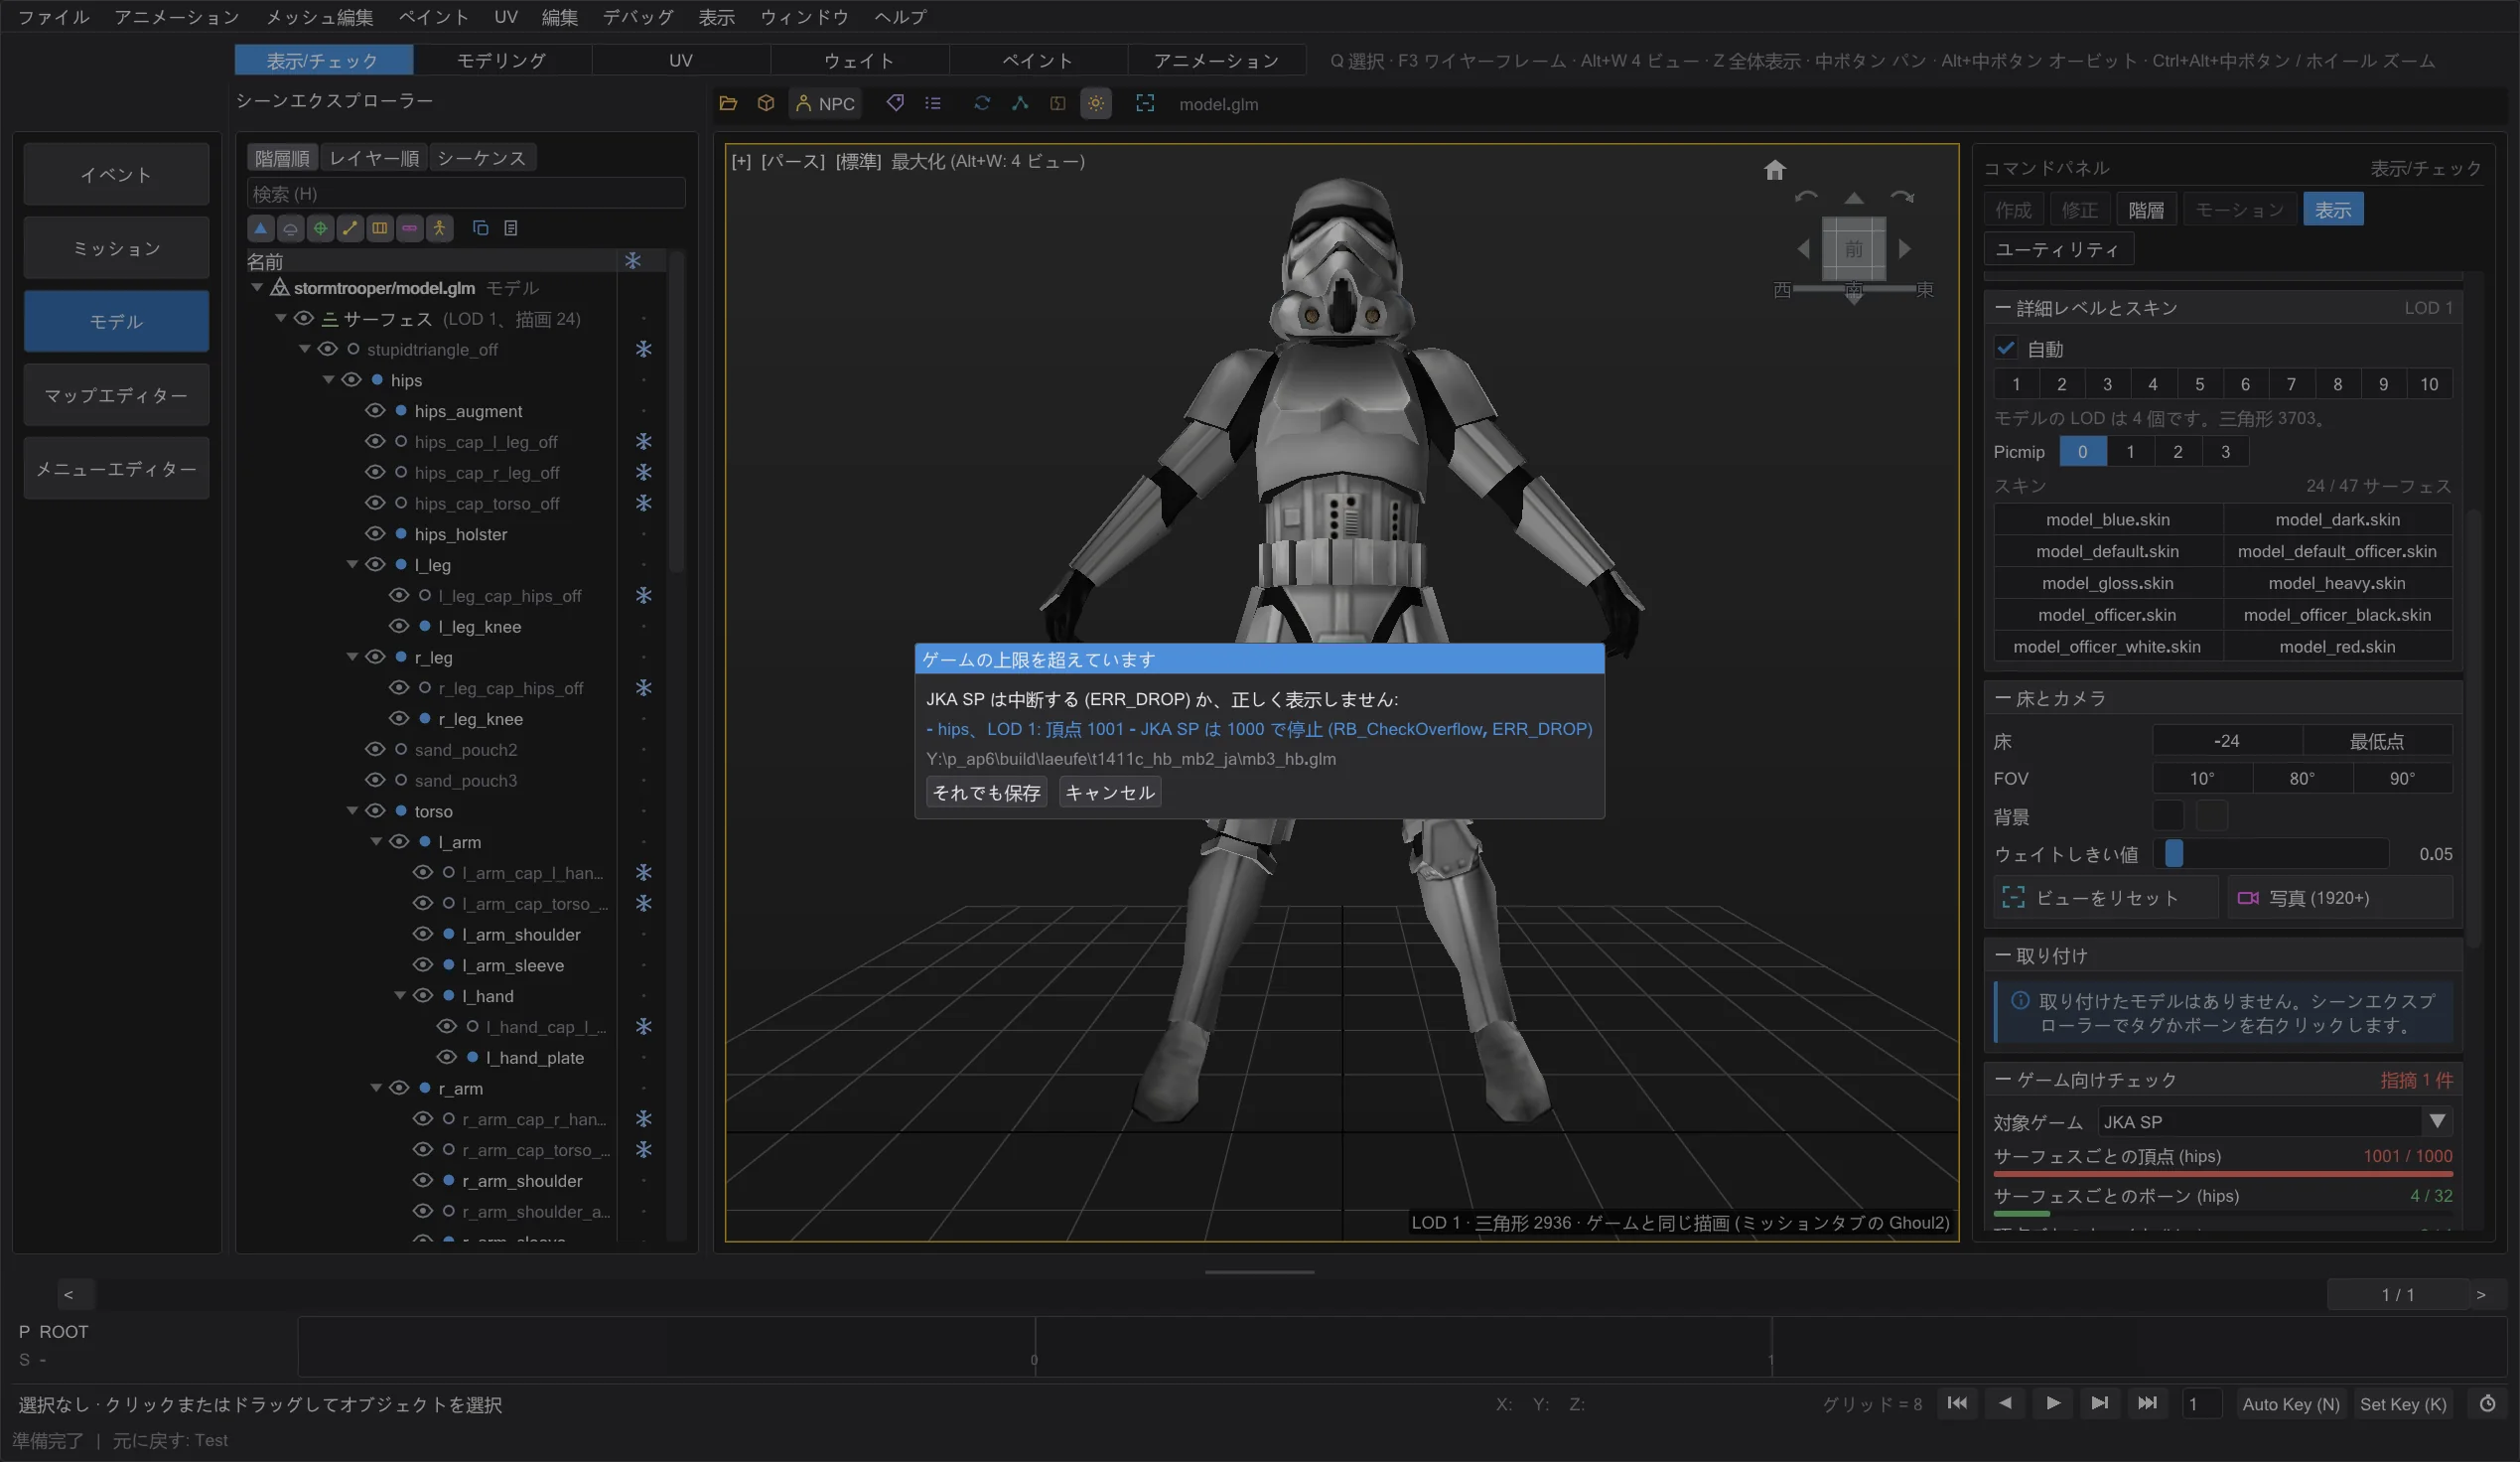 ファイル アニメーション メッシュ編集 ペイント UV 編集 デバッグ 表示 ウィンドウ ヘルプ
表示/チェック モデリング UV ウェイト ペイント アニメーション Q 選択 · F3 ワイヤーフレーム · Alt+W 4 ビュー · Z 全体表示 · 中ボタン パン · Alt+中ボタン オービット · Ctrl+Alt+中ボタン / ホイール ズーム
シーンエクスプローラー
NPC model.glm
イベント
ミッション
モデル
マップエディター
メニューエディター
階層順 レイヤー順 シーケンス
検索 (H)
名前
stormtrooper/model.glm モデル
サーフェス (LOD 1、描画 24)
stupidtriangle_off
hips
hips_augment
hips_cap_l_leg_off
hips_cap_r_leg_off
hips_cap_torso_off
hips_holster
l_leg
l_leg_cap_hips_off
l_leg_knee
r_leg
r_leg_cap_hips_off
r_leg_knee
sand_pouch2
sand_pouch3
torso
l_arm
l_arm_cap_l_han...
l_arm_cap_torso_...
l_arm_shoulder
l_arm_sleeve
l_hand
l_hand_cap_l_...
l_hand_plate
r_arm
r_arm_cap_r_han...
r_arm_cap_torso_...
r_arm_shoulder
r_arm_shoulder_a...
[+] [パース] [標準] 最大化 (Alt+W: 4 ビュー)
前
西 南 東
ゲームの上限を超えています
JKA SP は中断する (ERR_DROP) か、正しく表示しません:
- hips、LOD 1: 頂点 1001 - JKA SP は 1000 で停止 (RB_CheckOverflow, ERR_DROP)
Y:\p_ap6\build\laeufe\t1411c_hb_mb2_ja\mb3_hb.glm
それでも保存 キャンセル
LOD 1 · 三角形 2936 · ゲームと同じ描画 (ミッションタブの Ghoul2)
コマンドパネル 表示/チェック
作成 修正 階層 モーション 表示
ユーティリティ
詳細レベルとスキン LOD 1
自動
1 2 3 4 5 6 7 8 9 10
モデルの LOD は 4 個です。三角形 3703。
Picmip 0 1 2 3
スキン 24 / 47 サーフェス
model_blue.skin model_dark.skin
model_default.skin model_default_officer.skin
model_gloss.skin model_heavy.skin
model_officer.skin model_officer_black.skin
model_officer_white.skin model_red.skin
床とカメラ
床 -24 最低点
FOV 10° 80° 90°
背景
ウェイトしきい値 0.05
ビューをリセット 写真 (1920+)
取り付け
取り付けたモデルはありません。シーンエクスプ
ローラーでタグかボーンを右クリックします。
ゲーム向けチェック 指摘 1 件
対象ゲーム JKA SP
サーフェスごとの頂点 (hips) 1001 / 1000
サーフェスごとのボーン (hips) 4 / 32
< 1 / 1 >
P ROOT
S -
0 1
選択なし · クリックまたはドラッグしてオブジェクトを選択 X: Y: Z: グリッド = 8 1 Auto Key (N) Set Key (K)
準備完了 | 元に戻す: Test